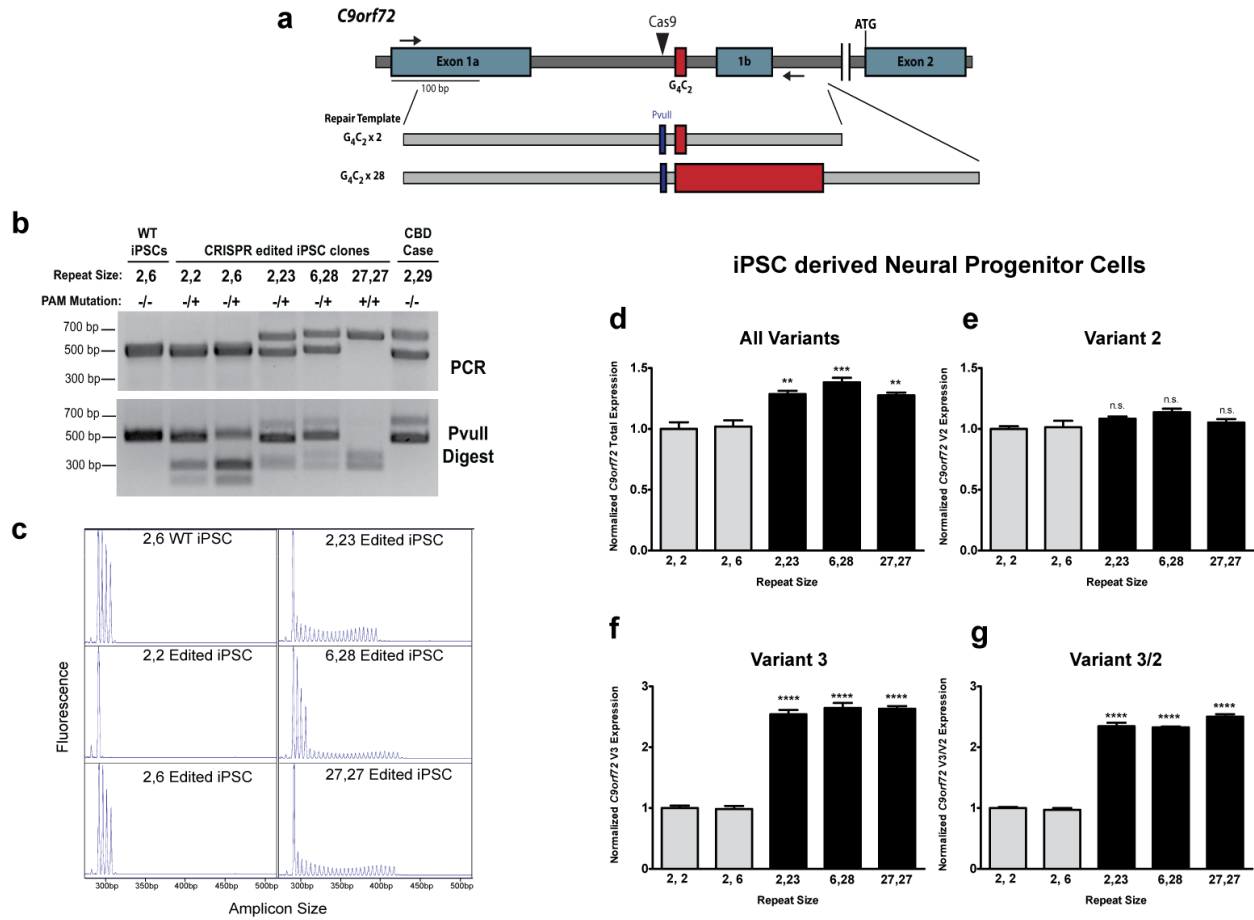 a
C9orf72
Cas9
ATG
Exon 1a
1b
Exon 2
100 bp
G4C2
Repair Template
PvuII
G4C2 x 2
G4C2 x 28
b
WT iPSCs
CRISPR edited iPSC clones
CBD Case
Repeat Size: 2,6 2,2 2,6 2,23 6,28 27,27 2,29
PAM Mutation: -/- -/+ -/+ -/+ -/+ +/+ -/-
700 bp
500 bp
300 bp
PCR
700 bp
500 bp
300 bp
PvuII
Digest
c
2,6 WT iPSC
2,23 Edited iPSC
2,2 Edited iPSC
6,28 Edited iPSC
2,6 Edited iPSC
27,27 Edited iPSC
Fluorescence
300bp 350bp 400bp 450bp 500bp 300bp 350bp 400bp 450bp 500bp
Amplicon Size
iPSC derived Neural Progenitor Cells
d
All Variants
Normalized C9orf72 Total Expression
1.5
1.0
0.5
0.0
** *** **
2, 2 2, 6 2,23 6,28 27,27
Repeat Size
e
Variant 2
Normalized C9orf72 V2 Expression
1.5
1.0
0.5
0.0
n.s. n.s. n.s.
2, 2 2, 6 2,23 6,28 27,27
Repeat Size
f
Variant 3
Normalized C9orf72 V3 Expression
3
2
1
0
**** **** ****
2, 2 2, 6 2,23 6,28 27,27
Repeat Size
g
Variant 3/2
Normalized C9orf72 V3/V2 Expression
3
2
1
0
**** **** ****
2, 2 2, 6 2,23 6,28 27,27
Repeat Size